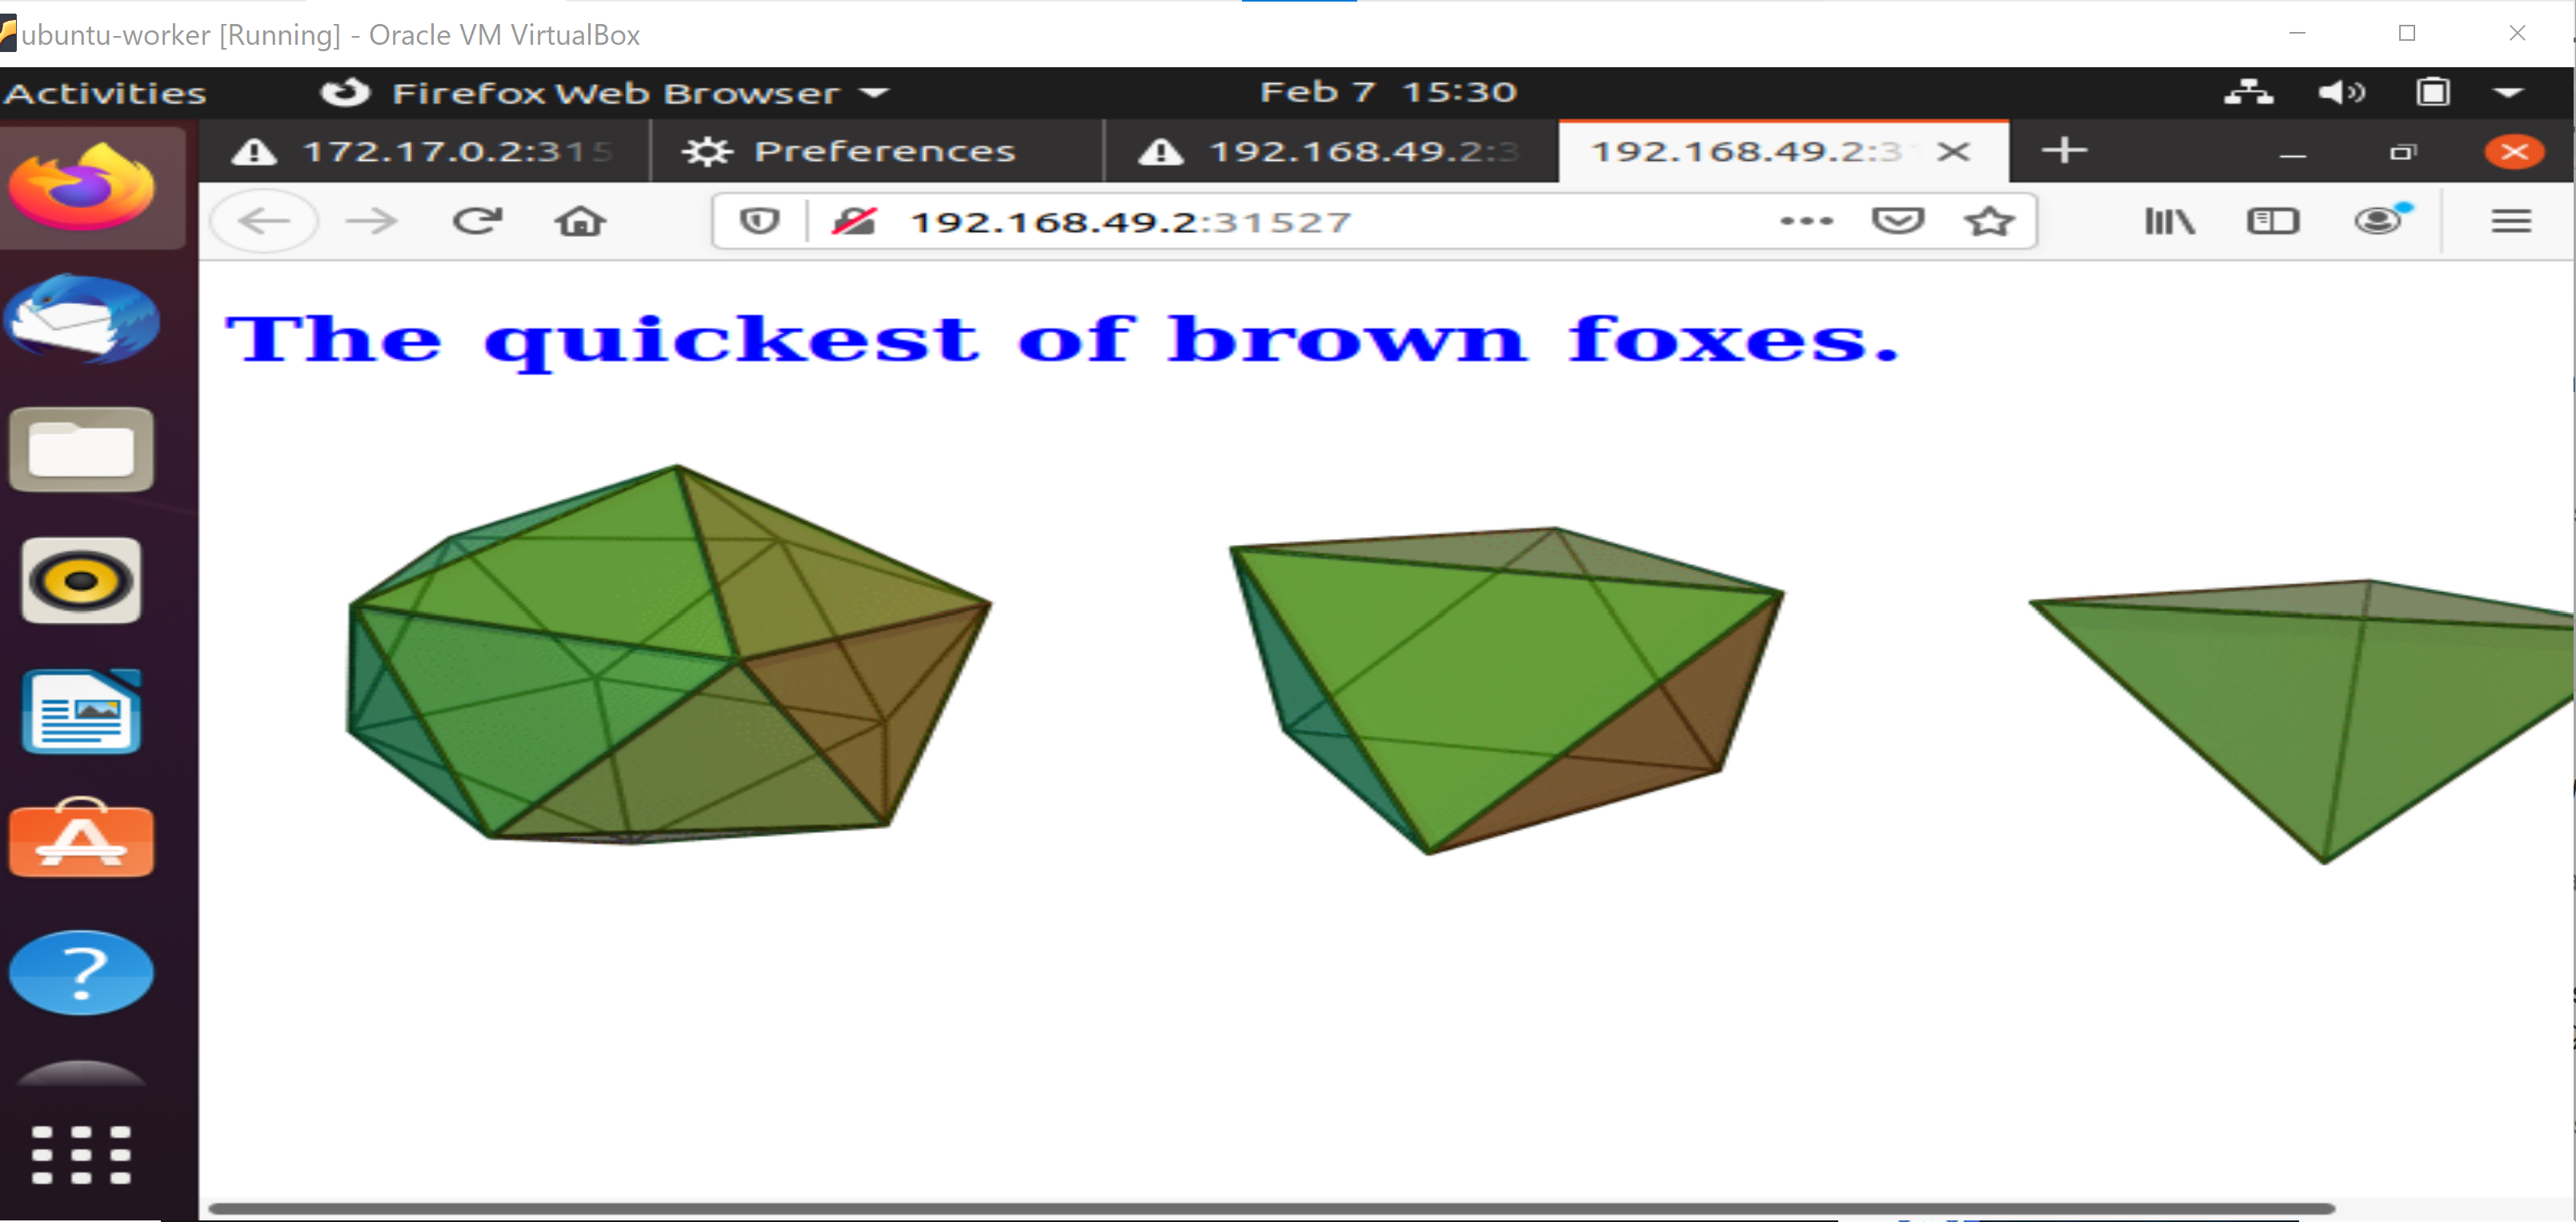 ubuntu-worker [Running] - Oracle VM VirtualBox
Activities Firefox Web Browser Feb 7 15:30
172.17.0.2:315 Preferences 192.168.49.2:3 192.168.49.2:31
192.168.49.2:31527
The quickest of brown foxes.